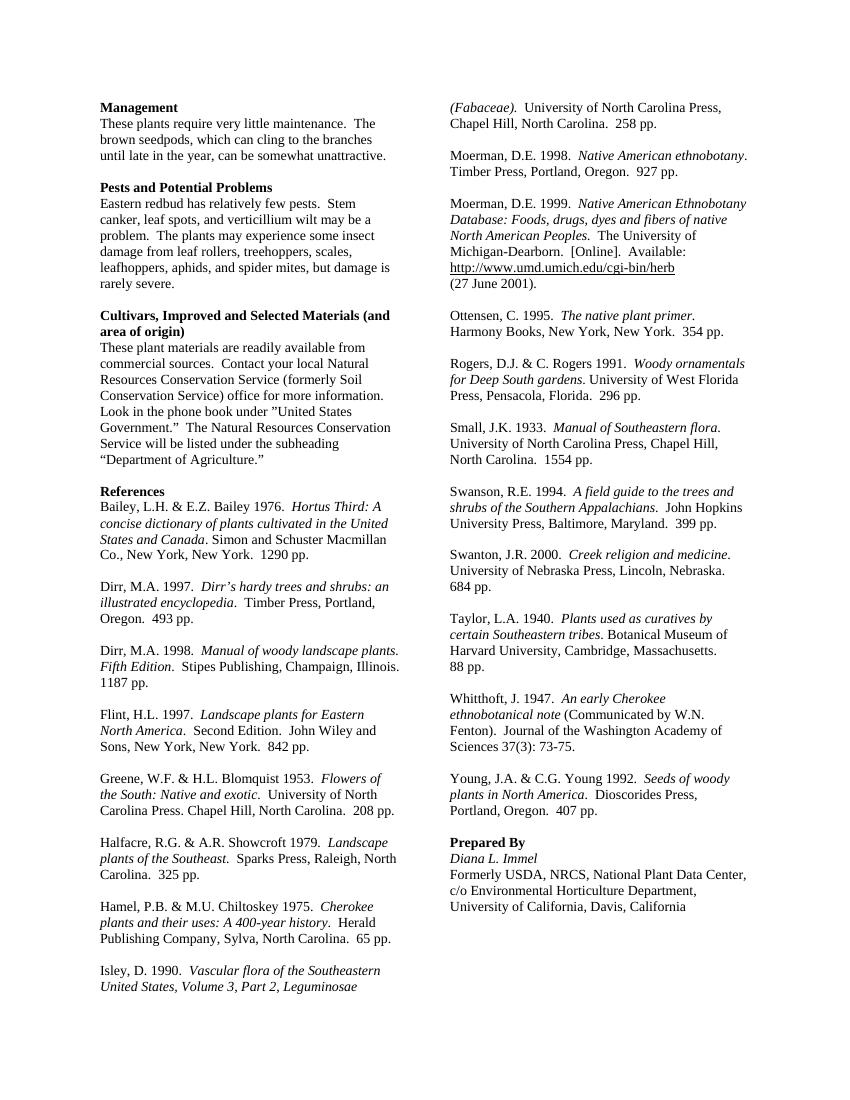 Management
These plants require very little maintenance.  The
brown seedpods, which can cling to the branches
until late in the year, can be somewhat unattractive.
Pests and Potential Problems
Eastern redbud has relatively few pests.  Stem
canker, leaf spots, and verticillium wilt may be a
problem.  The plants may experience some insect
damage from leaf rollers, treehoppers, scales,
leafhoppers, aphids, and spider mites, but damage is
rarely severe.
Cultivars, Improved and Selected Materials (and
area of origin)
These plant materials are readily available from
commercial sources.  Contact your local Natural
Resources Conservation Service (formerly Soil
Conservation Service) office for more information.
Look in the phone book under ”United States
Government.”  The Natural Resources Conservation
Service will be listed under the subheading
“Department of Agriculture.”
References
Bailey, L.H. & E.Z. Bailey 1976.  Hortus Third: A
concise dictionary of plants cultivated in the United
States and Canada. Simon and Schuster Macmillan
Co., New York, New York.  1290 pp.
Dirr, M.A. 1997.  Dirr’s hardy trees and shrubs: an
illustrated encyclopedia.  Timber Press, Portland,
Oregon.  493 pp.
Dirr, M.A. 1998.  Manual of woody landscape plants.
Fifth Edition.  Stipes Publishing, Champaign, Illinois.
1187 pp.
Flint, H.L. 1997.  Landscape plants for Eastern
North America.  Second Edition.  John Wiley and
Sons, New York, New York.  842 pp.
Greene, W.F. & H.L. Blomquist 1953.  Flowers of
the South: Native and exotic.  University of North
Carolina Press. Chapel Hill, North Carolina.  208 pp.
Halfacre, R.G. & A.R. Showcroft 1979.  Landscape
plants of the Southeast.  Sparks Press, Raleigh, North
Carolina.  325 pp.
Hamel, P.B. & M.U. Chiltoskey 1975.  Cherokee
plants and their uses: A 400-year history.  Herald
Publishing Company, Sylva, North Carolina.  65 pp.
Isley, D. 1990.  Vascular flora of the Southeastern
United States, Volume 3, Part 2, Leguminosae
(Fabaceae).  University of North Carolina Press,
Chapel Hill, North Carolina.  258 pp.
Moerman, D.E. 1998.  Native American ethnobotany.
Timber Press, Portland, Oregon.  927 pp.
Moerman, D.E. 1999.  Native American Ethnobotany
Database: Foods, drugs, dyes and fibers of native
North American Peoples.  The University of
Michigan-Dearborn.  [Online].  Available:
http://www.umd.umich.edu/cgi-bin/herb
(27 June 2001).
Ottensen, C. 1995.  The native plant primer.
Harmony Books, New York, New York.  354 pp.
Rogers, D.J. & C. Rogers 1991.  Woody ornamentals
for Deep South gardens. University of West Florida
Press, Pensacola, Florida.  296 pp.
Small, J.K. 1933.  Manual of Southeastern flora.
University of North Carolina Press, Chapel Hill,
North Carolina.  1554 pp.
Swanson, R.E. 1994.  A field guide to the trees and
shrubs of the Southern Appalachians.  John Hopkins
University Press, Baltimore, Maryland.  399 pp.
Swanton, J.R. 2000.  Creek religion and medicine.
University of Nebraska Press, Lincoln, Nebraska.
684 pp.
Taylor, L.A. 1940.  Plants used as curatives by
certain Southeastern tribes. Botanical Museum of
Harvard University, Cambridge, Massachusetts.
88 pp.
Whitthoft, J. 1947.  An early Cherokee
ethnobotanical note (Communicated by W.N.
Fenton).  Journal of the Washington Academy of
Sciences 37(3): 73-75.
Young, J.A. & C.G. Young 1992.  Seeds of woody
plants in North America.  Dioscorides Press,
Portland, Oregon.  407 pp.
Prepared By
Diana L. Immel
Formerly USDA, NRCS, National Plant Data Center,
c/o Environmental Horticulture Department,
University of California, Davis, California